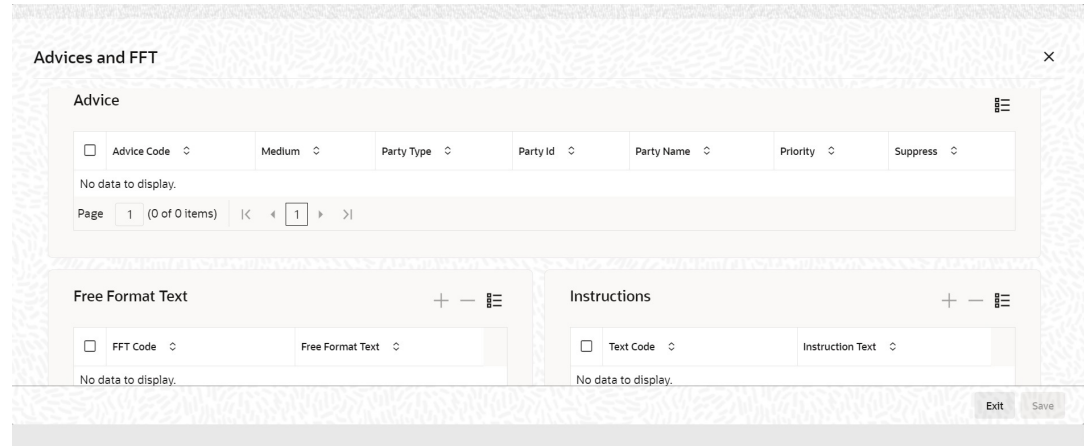 Advices and FFT
Advice
Advice Code Medium Party Type Party Id Party Name Priority Suppress
No data to display.
Page 1 (0 of 0 items) 1
Free Format Text
FFT Code Free Format Text
No data to display.
Instructions
Text Code Instruction Text
No data to display.
Exit Save